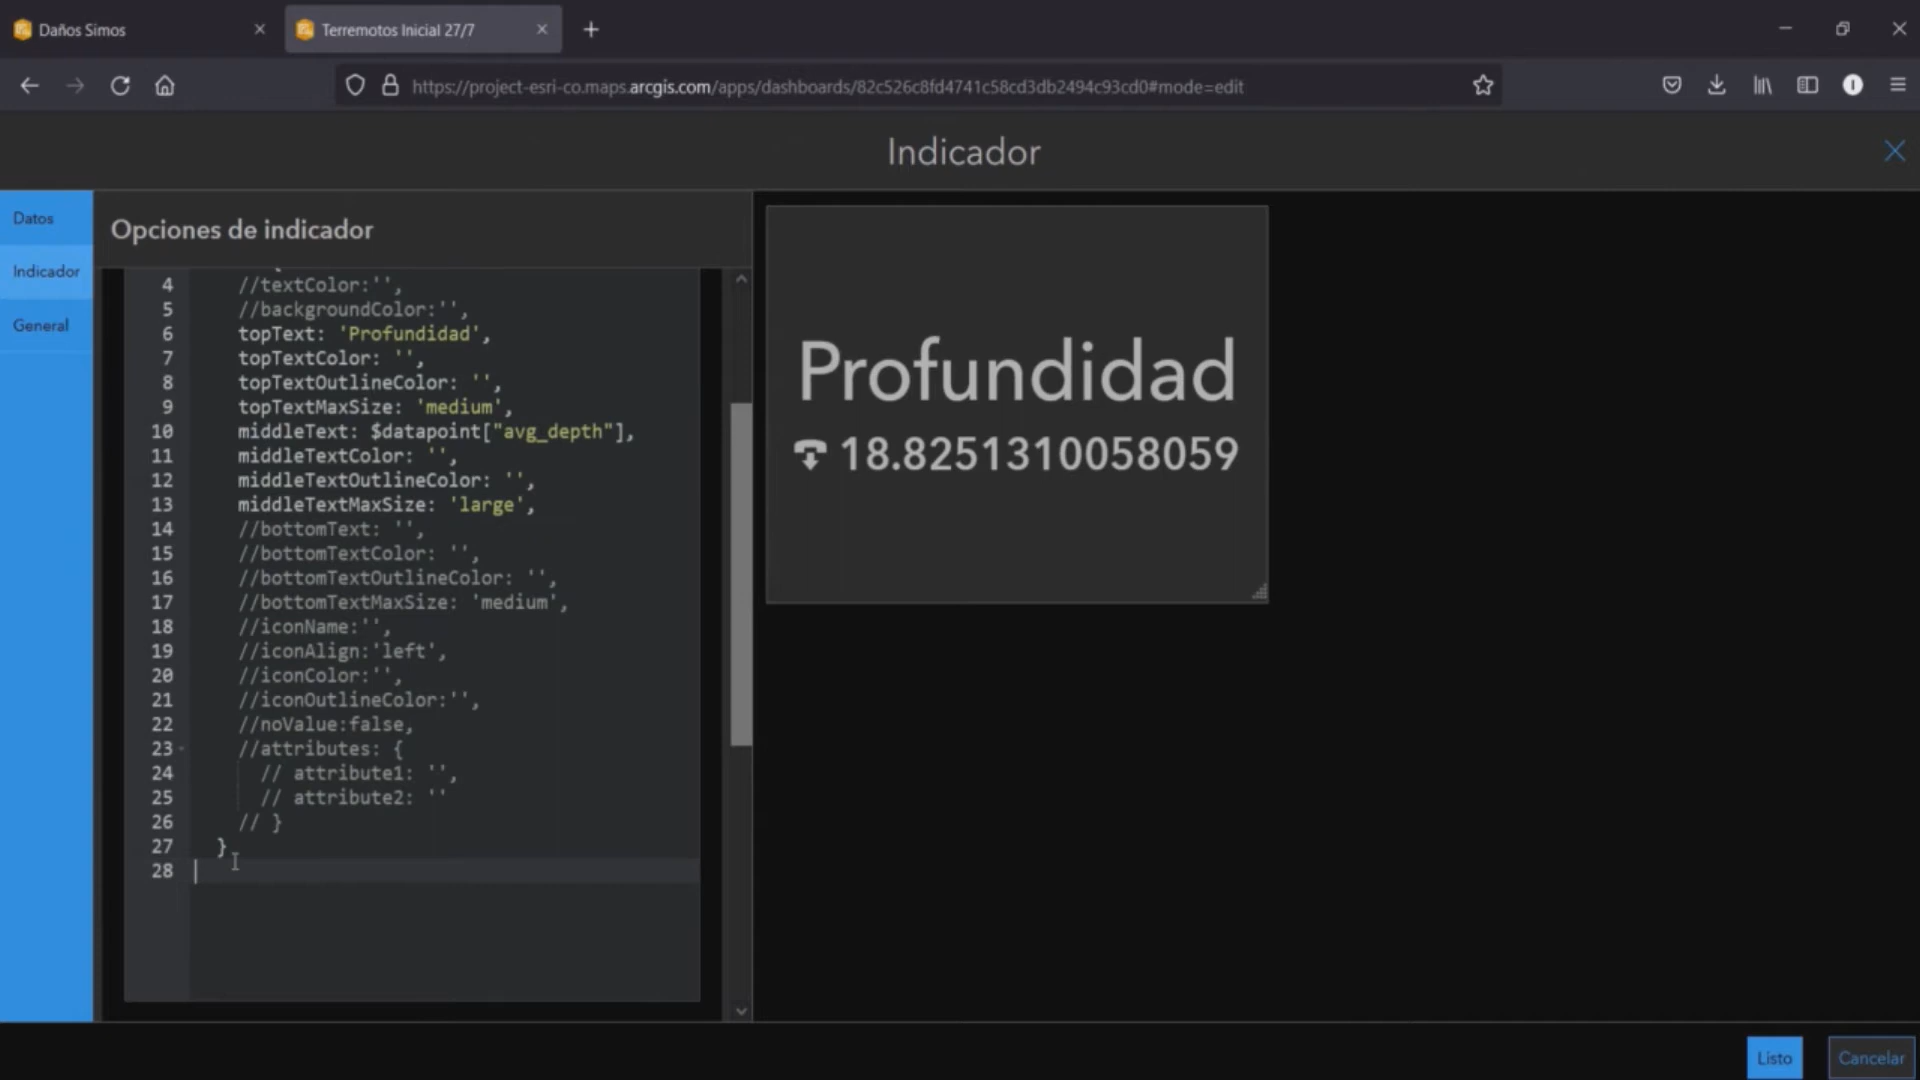 Daños Simos
Terremotos Inicial 27/7
https://project-esri-co.maps.arcgis.com/apps/dashboards/82c526c8fd4741c58cd3db2494c93cd0#mode=edit
Indicador
Datos
Indicador
General
Opciones de indicador
4 //textColor:'',
5 //backgroundColor:'',
6 topText: 'Profundidad',
7 topTextColor: '',
8 topTextOutlineColor: '',
9 topTextMaxSize: 'medium',
10 middleText: $datapoint["avg_depth"],
11 middleTextColor: '',
12 middleTextOutlineColor: '',
13 middleTextMaxSize: 'large',
14 //bottomText: '',
15 //bottomTextColor: '',
16 //bottomTextOutlineColor: '',
17 //bottomTextMaxSize: 'medium',
18 //iconName:'',
19 //iconAlign:'left',
20 //iconColor:'',
21 //iconOutlineColor:'',
22 //noValue:false,
23 //attributes: {
24 // attribute1: '',
25 // attribute2: ''
26 // }
27 }
28
Profundidad
18.8251310058059
Listo
Cancelar